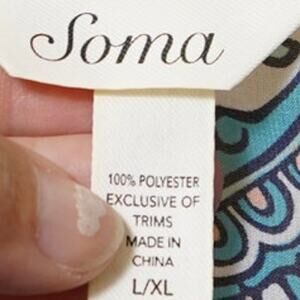 Soma
100% POLYESTER
EXCLUSIVE OF
TRIMS
MADE IN
CHINA
L/XL